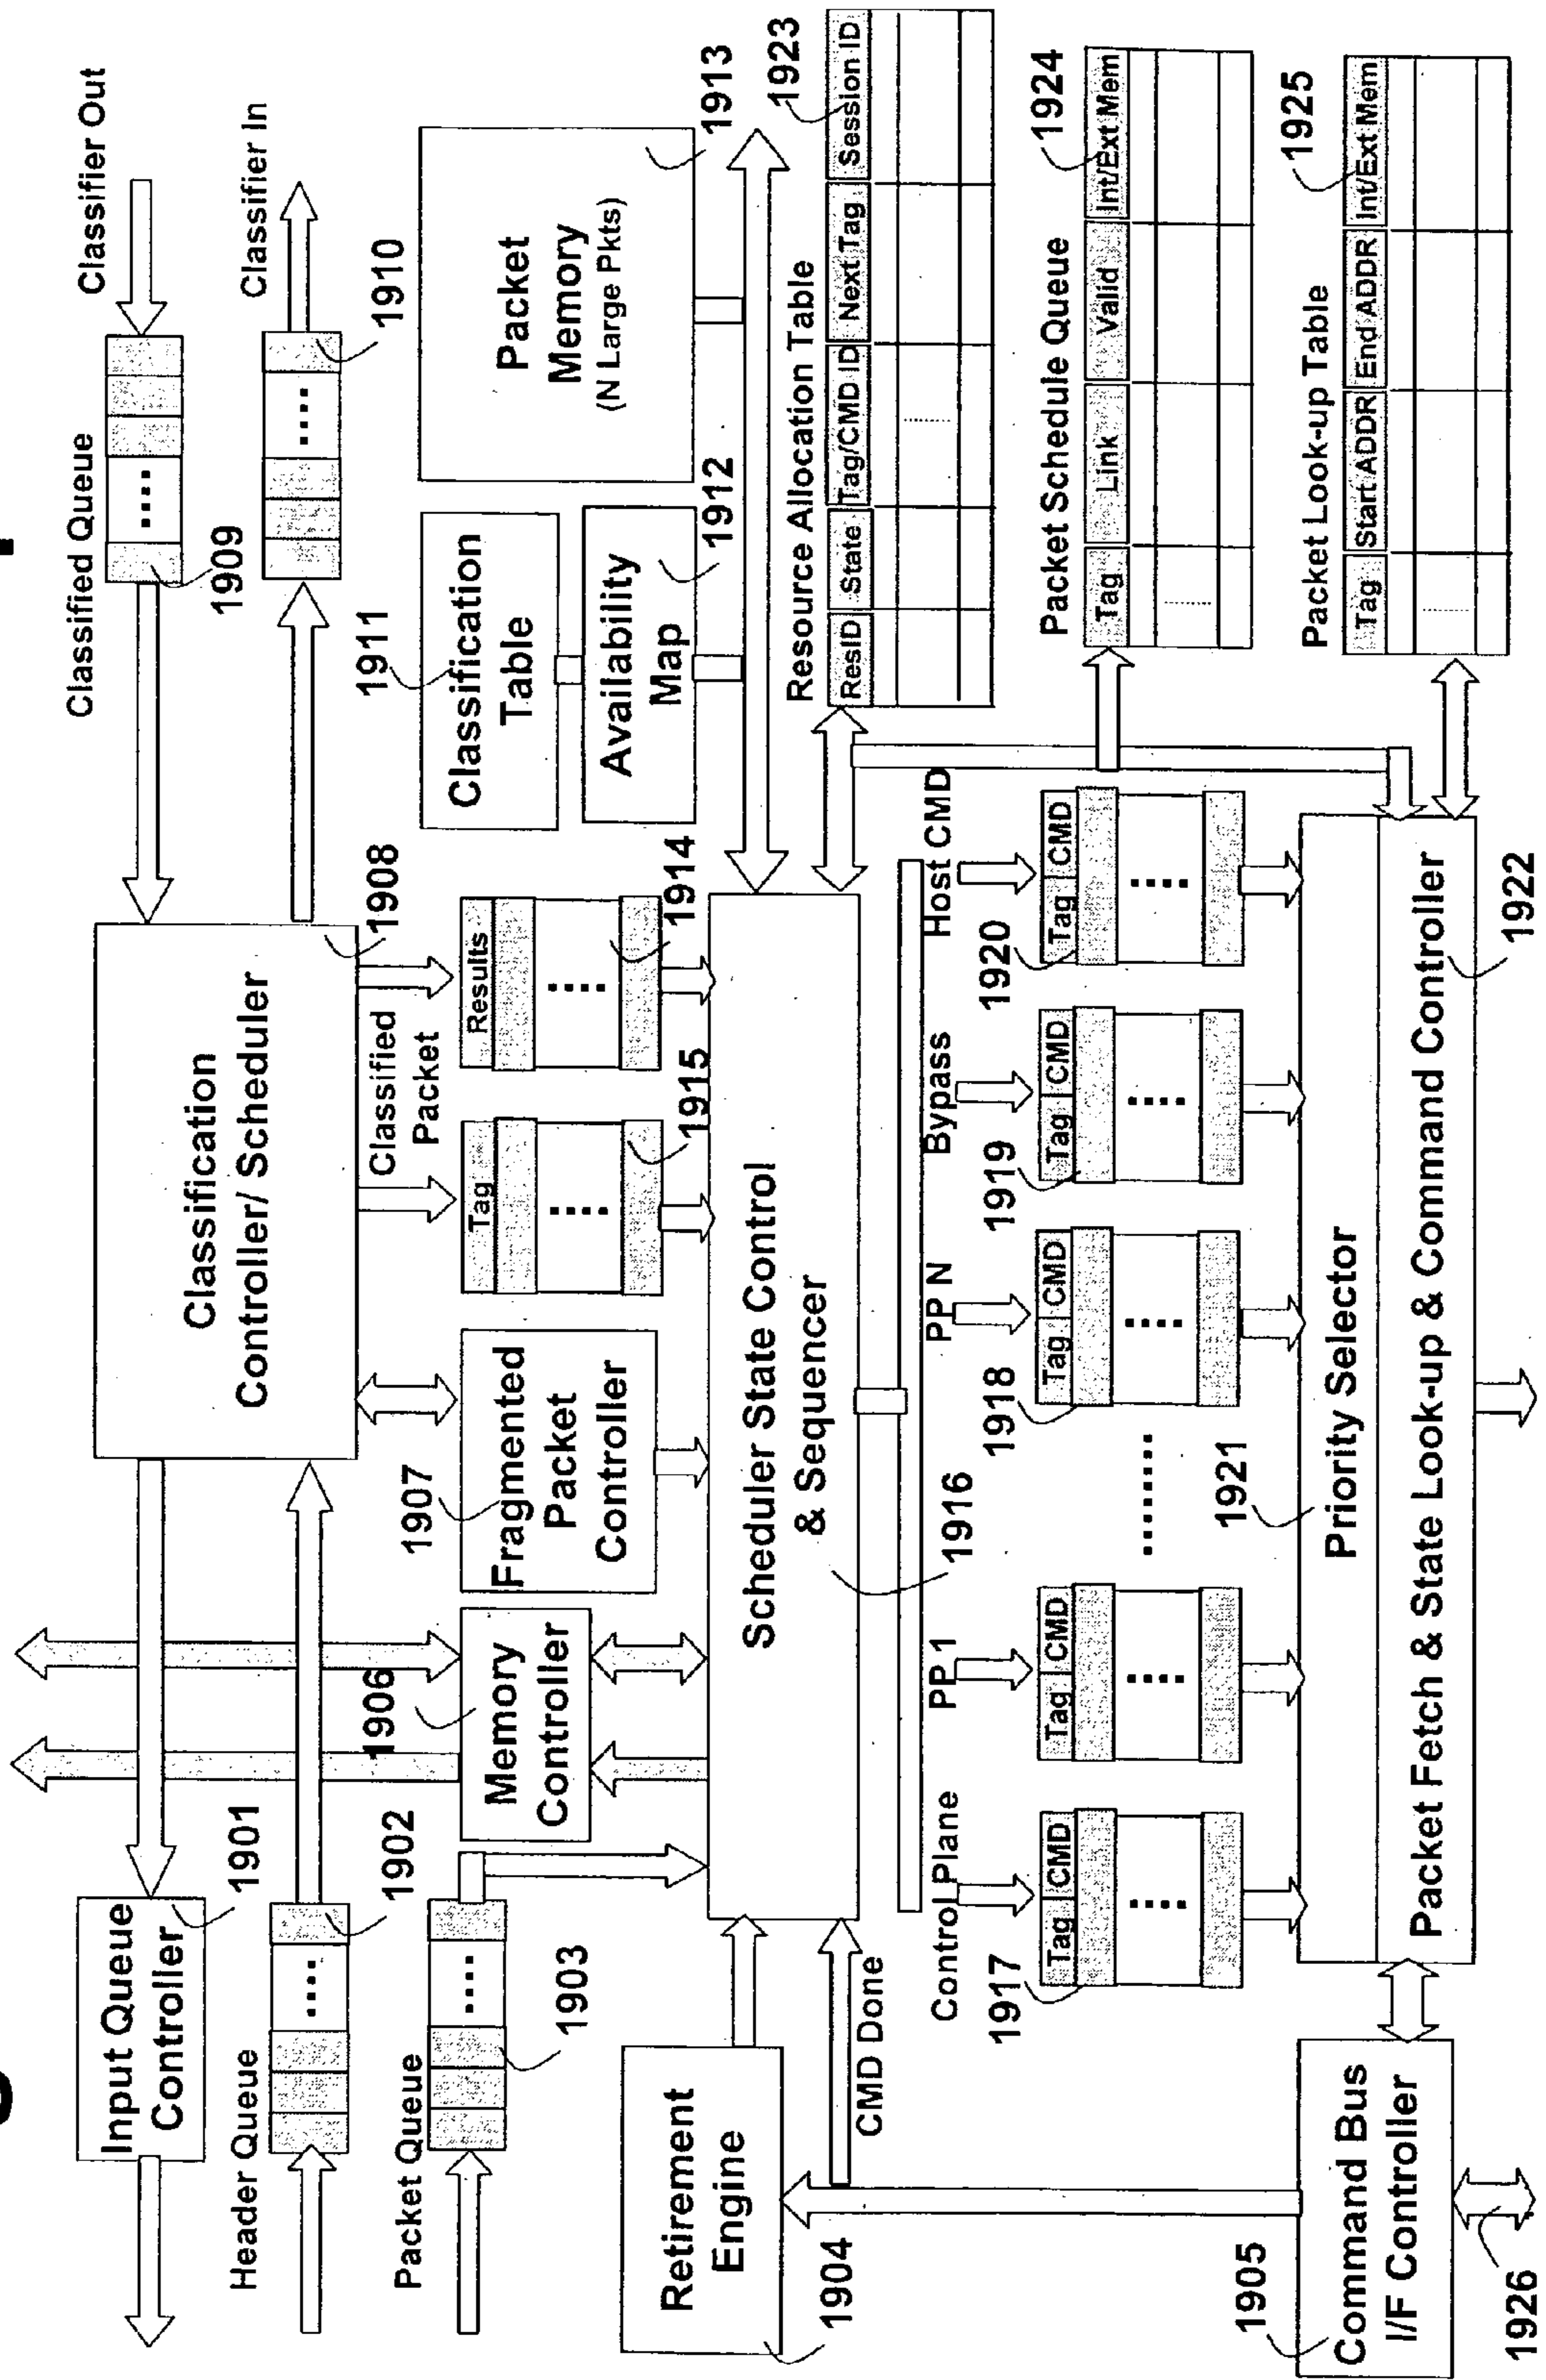 Classified Queue
Classifier Out
Input Queue
Controller
1901
Classification
Controller/ Scheduler
1908
1909
Classifier In
1910
Header Queue
1902
Packet Queue
1903
1906
Memory
Controller
1907
Fragmented
Packet
Controller
Classified
Packet
Tag
1915
Results
1914
1911
Classification
Table
Availability
Map
1912
Packet
Memory
(N Large Pkts)
1913
Retirement
Engine
1904
CMD Done
Scheduler State Control
& Sequencer
1916
Resource Allocation Table
1923
ResID State Tag/CMD ID Next Tag Session ID
Control Plane
PP 1
PP N
Bypass
Host CMD
1917
Tag CMD
Tag CMD
1918
Tag CMD
1919
Tag CMD
1920
Tag CMD
Packet Schedule Queue
1924
Tag Link Valid Int/Ext Mem
1921
Priority Selector
Packet Fetch & State Look-up & Command Controller
1922
Packet Look-up Table
1925
Tag Start ADDR End ADDR Int/Ext Mem
1905
Command Bus
I/F Controller
1926